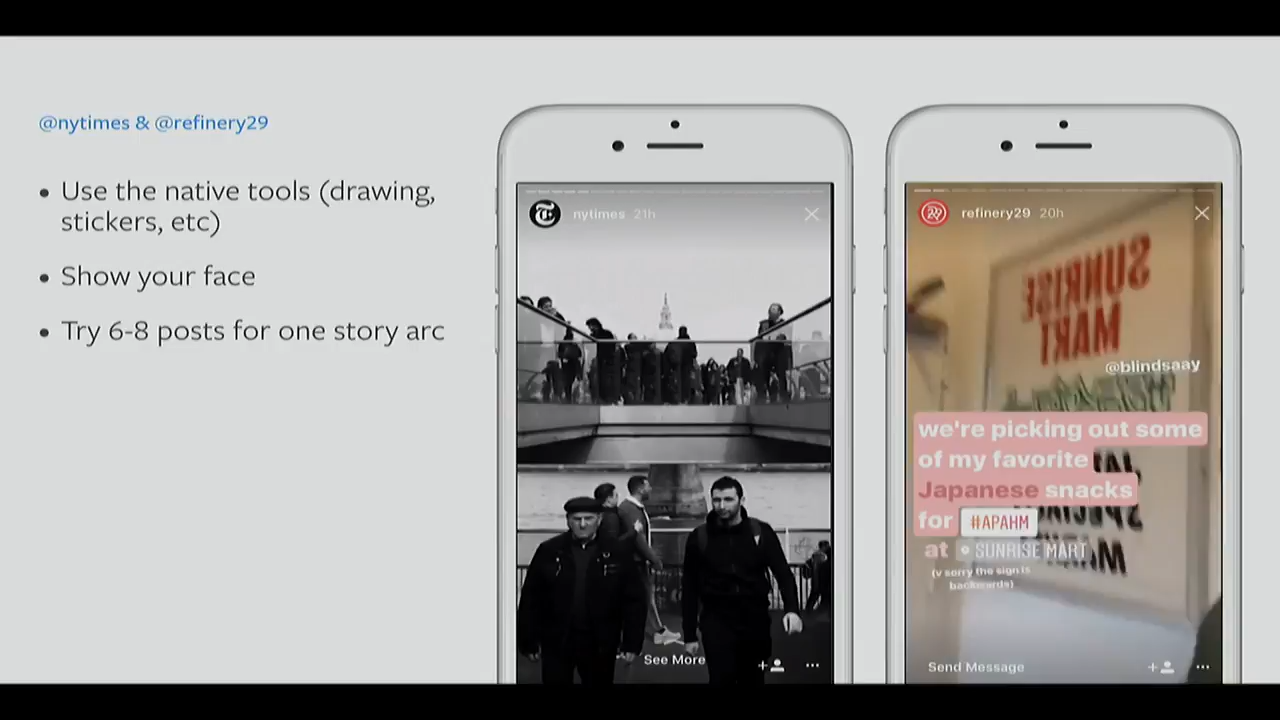 @nytimes & @refinery29
• Use the native tools (drawing,
stickers, etc)
• Show your face
• Try 6-8 posts for one story arc
nytimes 21h
See More
refinery29 20h
SUNRISE
MART
@blindsaay
we're picking out some
of my favorite
Japanese snacks
for #APAHM
at SUNRISE MART
(v sorry the sign is
backwards)
Send Message